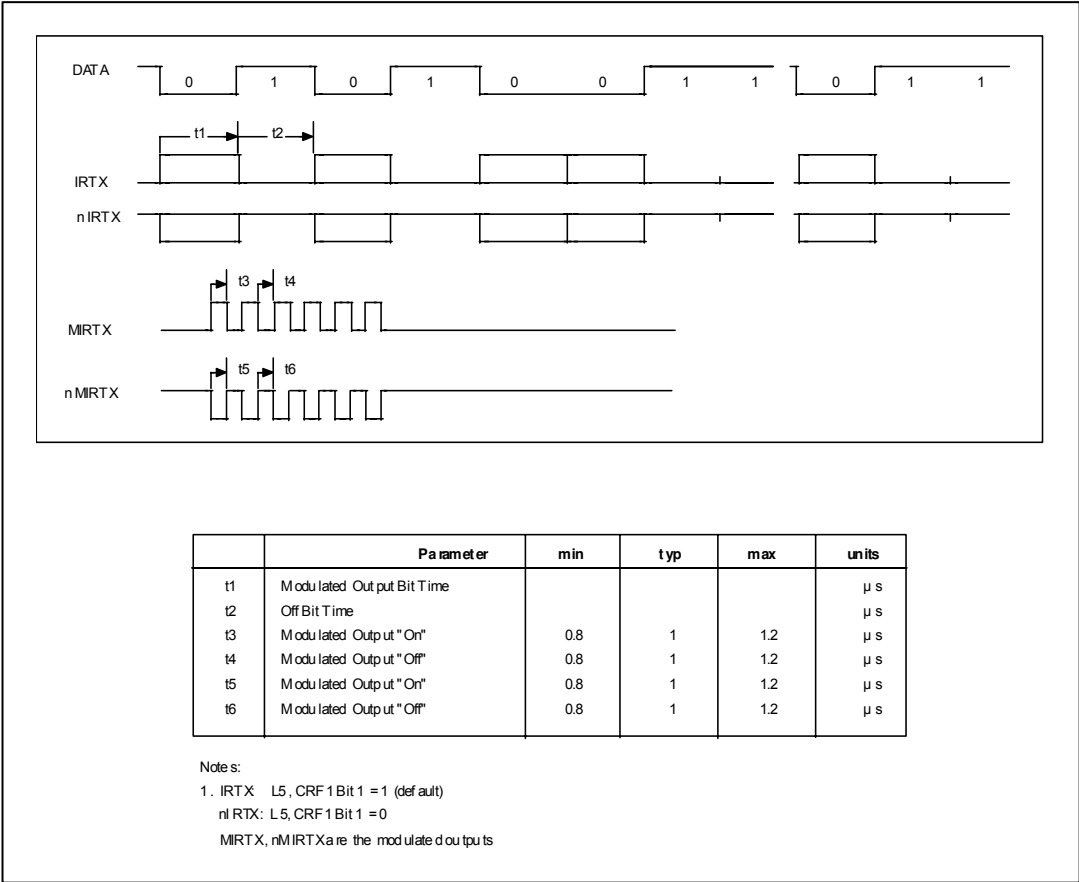 DATA 0 1 0 1 0 0 1 1 0 1 1
t1 t2
IRTX
nIRTX
t3 t4
MIRTX
t5 t6
nMIRTX
Parameter min typ max units
t1 Modulated Output Bit Time µs
t2 Off Bit Time µs
t3 Modulated Output "On" 0.8 1 1.2 µs
t4 Modulated Output "Off" 0.8 1 1.2 µs
t5 Modulated Output "On" 0.8 1 1.2 µs
t6 Modulated Output "Off" 0.8 1 1.2 µs
Notes:
1. IRTX: L5, CRF1 Bit 1 = 1 (default)
nIRTX: L5, CRF1 Bit 1 = 0
MIRTX, nMIRTX are the modulated outputs